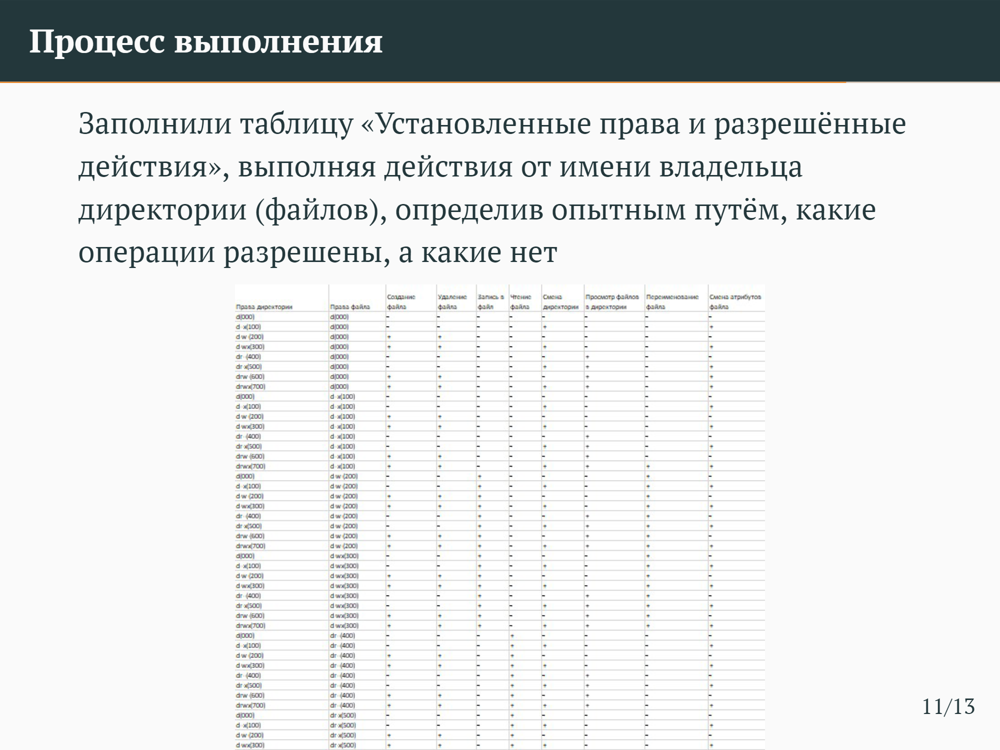 Процесс выполнения
Заполнили таблицу «Установленные права и разрешённые
действия», выполняя действия от имени владельца
директории (файлов), определив опытным путём, какие
операции разрешены, а какие нет
Права директории Права файла Создание файла Удаление файла Запись в файл Чтение файла Смена директории Просмотр файлов в директории Переименование файла Смена атрибутов файла
d(000) d(000) - - - - - - - -
d-x(100) d(000) - - - - + - - +
d-w-(200) d(000) + + - - - - - -
d-wx(300) d(000) + + - - + - - +
dr-(400) d(000) - - - - - + - -
dr-x(500) d(000) - - - - + + - +
drw-(600) d(000) + + - - - + - +
drwx(700) d(000) + + - - + + - +
d(000) d-x(100) - - - - - - - -
d-x(100) d-x(100) - - - - + - - +
d-w-(200) d-x(100) + + - - - - - -
d-wx(300) d-x(100) + + - - + - - +
dr-(400) d-x(100) - - - - - + - -
dr-x(500) d-x(100) - - - - + + - +
drw-(600) d-x(100) + + - - - + - -
drwx(700) d-x(100) + + - - + + + +
d(000) d-w-(200) - - + - - - + -
d-x(100) d-w-(200) - - + - + - + +
d-w-(200) d-w-(200) + + + - - - + -
d-wx(300) d-w-(200) + + + - + - + +
dr-(400) d-w-(200) - - + - - + + -
dr-x(500) d-w-(200) - - + - + + + +
drw-(600) d-w-(200) + + + - - + + -
drwx(700) d-w-(200) + + + - + + + +
d(000) d-wx(300) - - + - - - + -
d-x(100) d-wx(300) - - + - + - + +
d-w-(200) d-wx(300) + + + - - - + -
d-wx(300) d-wx(300) + + + - + - + +
dr-(400) d-wx(300) - - + - - + + -
dr-x(500) d-wx(300) - - + - + + + +
drw-(600) d-wx(300) + + + - - + + -
drwx(700) d-wx(300) + + + - + + + +
d(000) dr-(400) - - - + - - - -
d-x(100) dr-(400) - - - + + - - +
d-w-(200) dr-(400) + + - + - - - -
d-wx(300) dr-(400) + + - + + - - +
dr-(400) dr-(400) - - - + - + - -
dr-x(500) dr-(400) - - - + + + - +
drw-(600) dr-(400) + + - + - + - -
drwx(700) dr-(400) + + - + + + - +
d(000) dr-x(500) - - - + - - - -
d-x(100) dr-x(500) - - - + + - - +
d-w-(200) dr-x(500) + + - + - - - -
d-wx(300) dr-x(500) + + - + + - - +
11/13